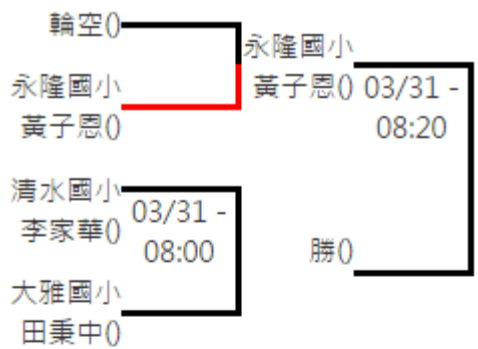 輪空()
永隆國小
黃子恩()
永隆國小
黃子恩()
03/31 -
08:20
清水國小
李家華()
03/31 -
08:00
大雅國小
田秉中()
勝()